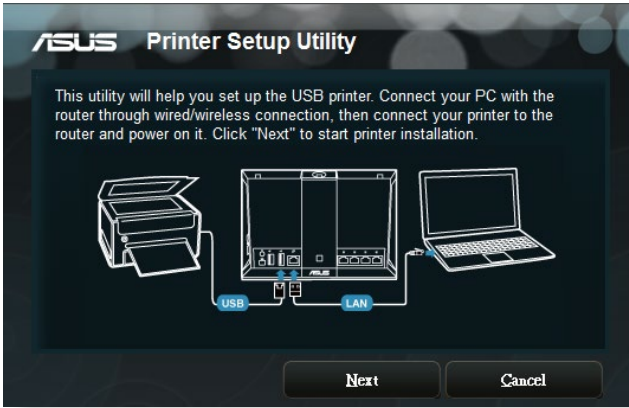 ASUS Printer Setup Utility
This utility will help you set up the USB printer. Connect your PC with the
router through wired/wireless connection, then connect your printer to the
router and power on it. Click "Next" to start printer installation.
ASUS
USB
LAN
Next
Cancel